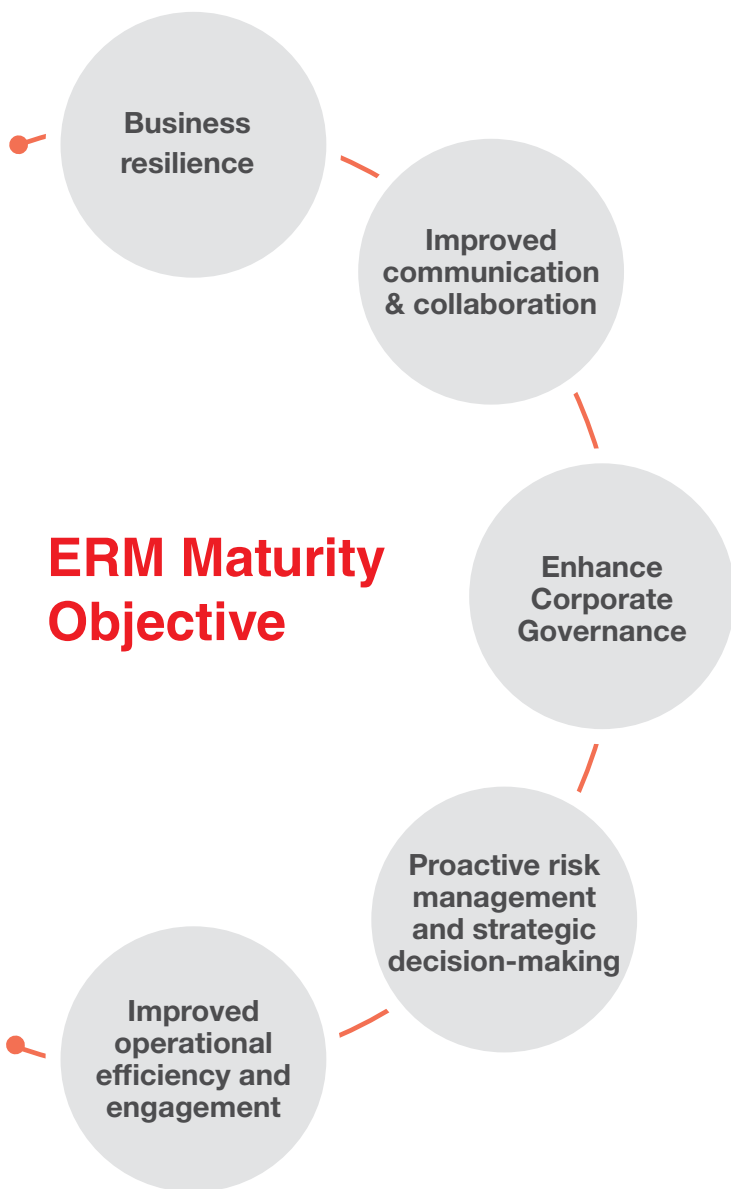 Business
resilience
Improved
communication
& collaboration
ERM Maturity
Objective
Enhance
Corporate
Governance
Proactive risk
management
and strategic
decision-making
Improved
operational
efficiency and
engagement